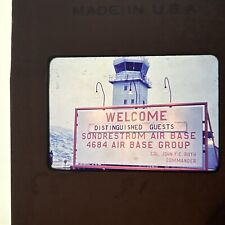 MADE IN U.S.A
WELCOME
DISTINGUISHED GUESTS
SONDRESTROM AIR BASE
4684 AIR BASE GROUP
COL. JOHN F.C. ROTH
COMMANDER